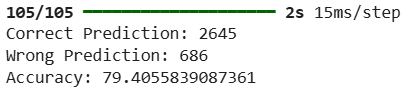 105/105 ━━━━━━━━━━━━━━━━━━━━ 2s 15ms/step
Correct Prediction: 2645
Wrong Prediction: 686
Accuracy: 79.4055839087361